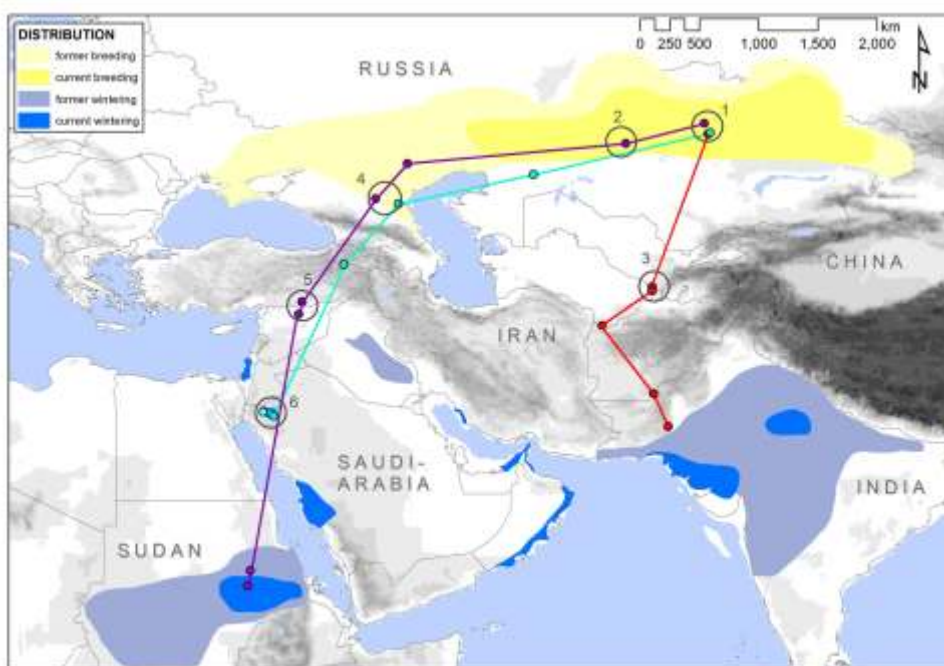 DISTRIBUTION
former breeding
current breeding
former wintering
current wintering
km
0 250 500 1,000 1,500 2,000
N
RUSSIA
1
2
4
3
CHINA
5
IRAN
6
SAUDI-
ARABIA
INDIA
SUDAN